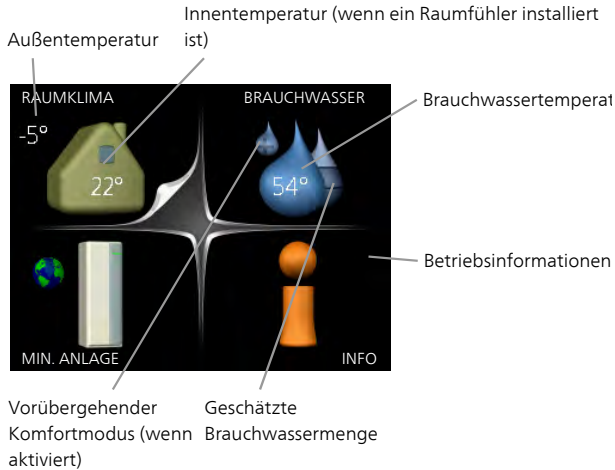 Innentemperatur (wenn ein Raumfühler installiert
ist)
Außentemperatur
RAUMKLIMA
BRAUCHWASSER
Brauchwassertemperat
-5°
22°
54°
Betriebsinformationen
MIN. ANLAGE
INFO
Vorübergehender
Komfortmodus (wenn
aktiviert)
Geschätzte
Brauchwassermenge